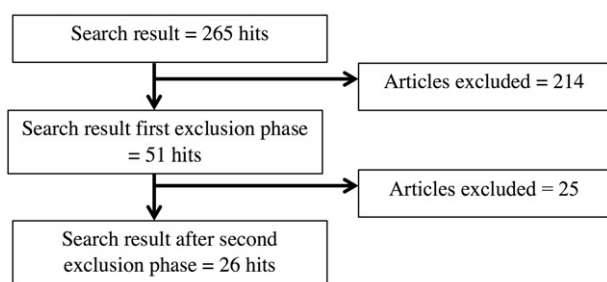 Search result = 265 hits
Articles excluded = 214
Search result first exclusion phase
= 51 hits
Articles excluded = 25
Search result after second
exclusion phase = 26 hits